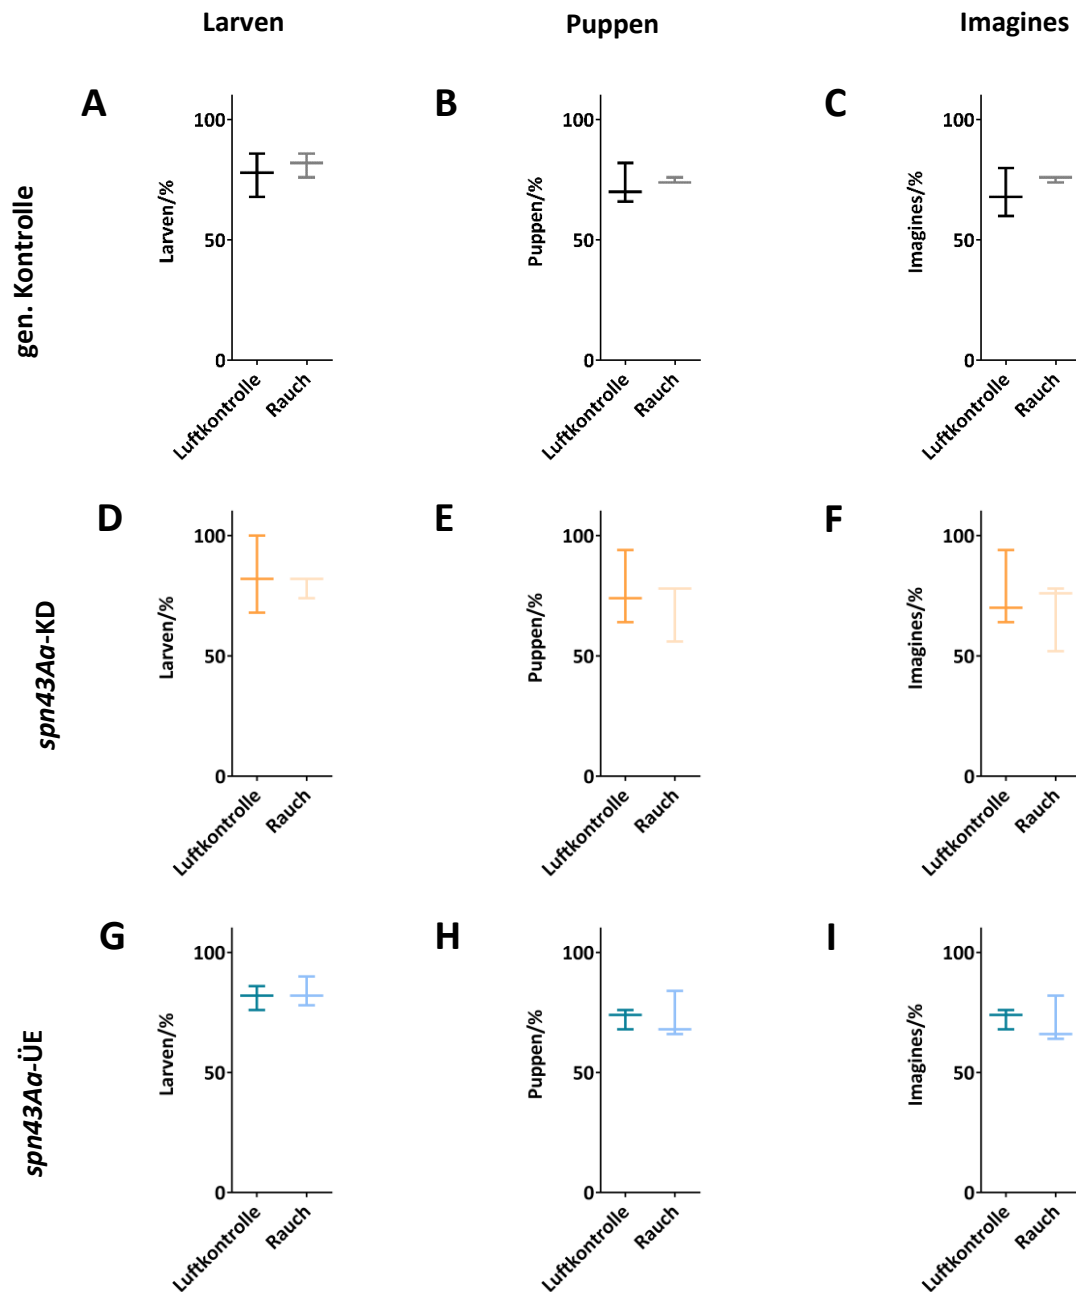 Larven
Puppen
Imagines
gen. Kontrolle
A
Larven/%
100
50
0
Luftkontrolle
Rauch
B
Puppen/%
100
50
0
Luftkontrolle
Rauch
C
Imagines/%
100
50
0
Luftkontrolle
Rauch
spn43Aa-KD
D
Larven/%
100
50
0
Luftkontrolle
Rauch
E
Puppen/%
100
50
0
Luftkontrolle
Rauch
F
Imagines/%
100
50
0
Luftkontrolle
Rauch
spn43Aa-ÜE
G
Larven/%
100
50
0
Luftkontrolle
Rauch
H
Puppen/%
100
50
0
Luftkontrolle
Rauch
I
Imagines/%
100
50
0
Luftkontrolle
Rauch